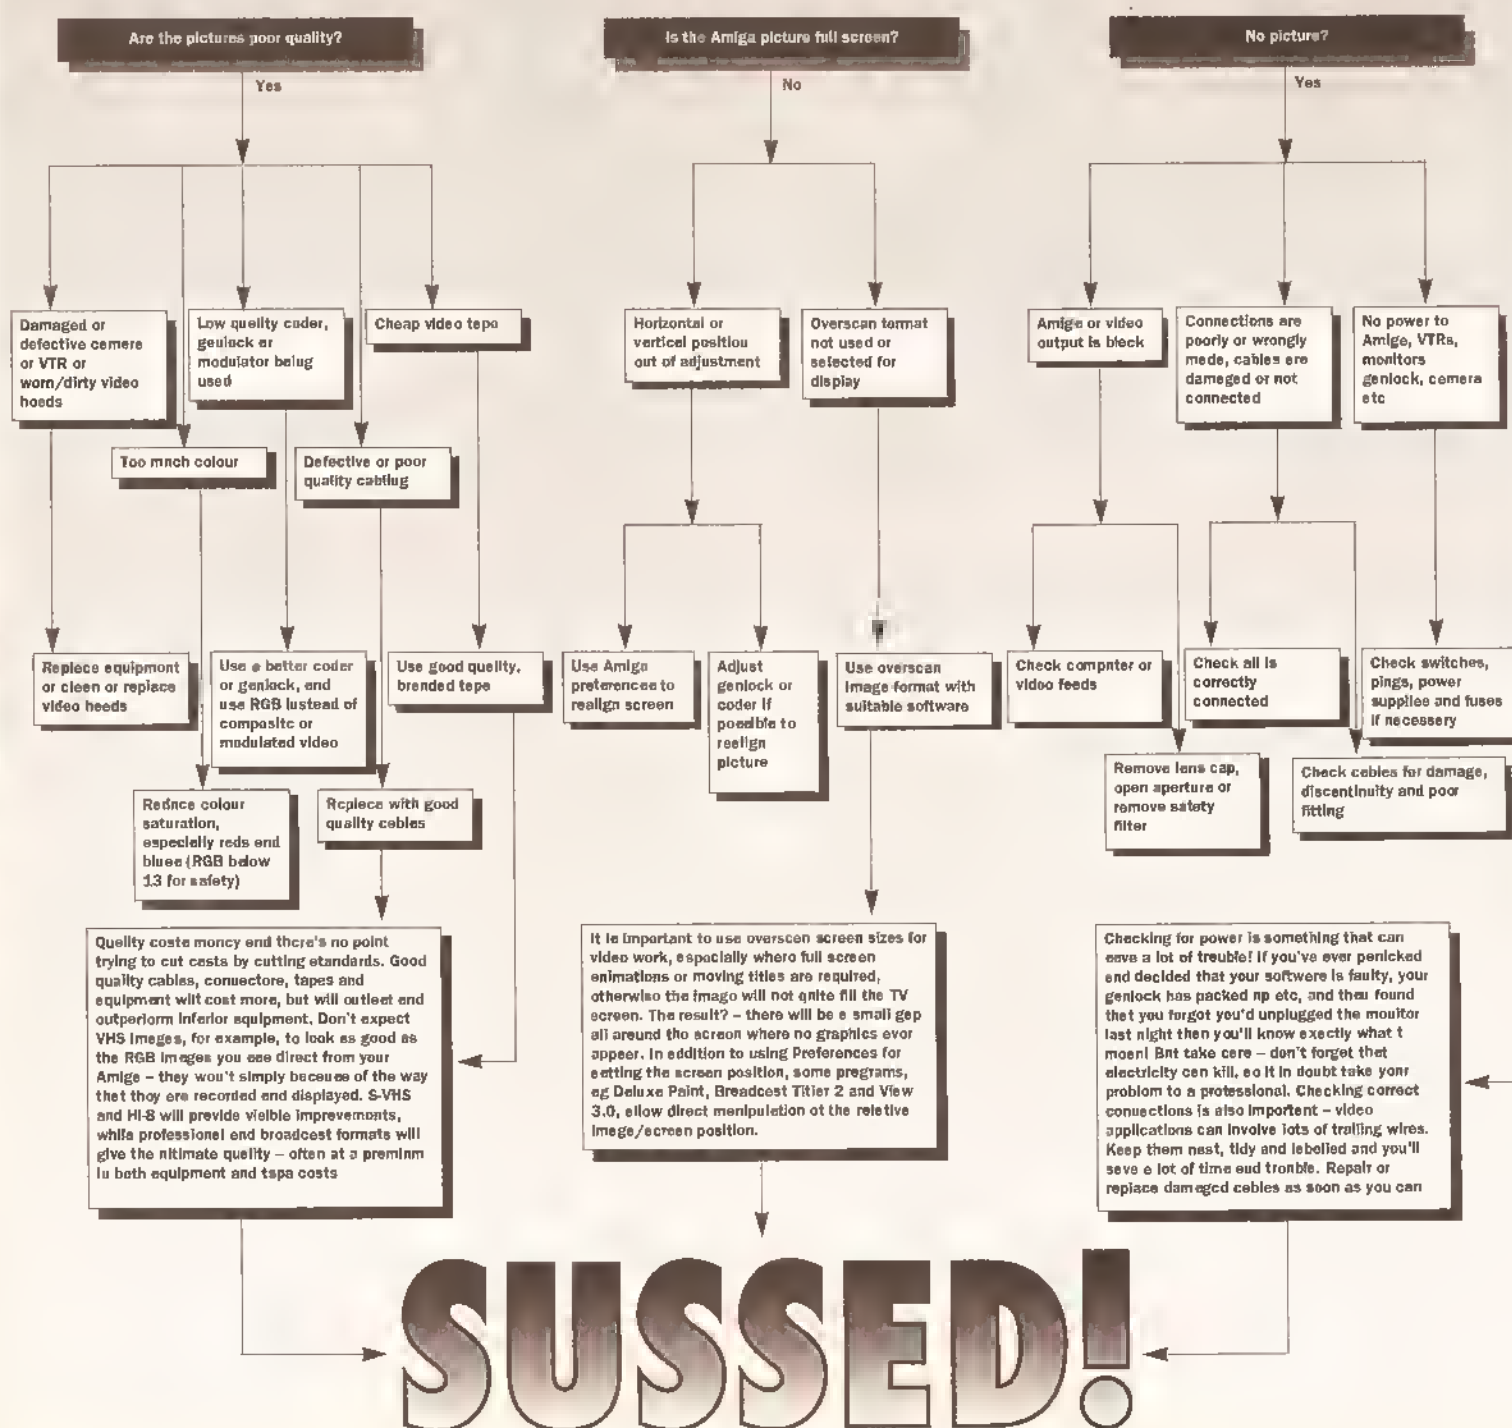 Are the pictures poor quality?
Is the Amiga picture full screen?
No picture?
Yes
No
Yes
Damaged or
defective camera
or VTR or
worn/dirty video
heads
Low quality coder,
genlock or
modulator being
used
Cheap video tape
Horizontal or
vertical position
out of adjustment
Overscan format
not used or
selected for
display
Amiga or video
output is black
Connections are
poorly or wrongly
made, cables are
damaged or not
connected
No power to
Amiga, VTRs,
monitors
genlock, camera
etc
Too much colour
Defective or poor
quality cabling
Replace equipment
or clean or replace
video heads
Use a better coder
or genlock, and
use RGB instead of
composite or
modulated video
Use good quality,
branded tape
Use Amiga
preferences to
realign screen
Adjust
genlock or
coder if
possible to
realign
picture
Use overscan
image format with
suitable software
Check computer or
video feeds
Check all is
correctly
connected
Check switches,
plugs, power
supplies and fuses
if necessary
Reduce colour
saturation,
especially reds and
blues (RGB below
13 for safety)
Replace with good
quality cables
Remove lens cap,
open aperture or
remove safety
filter
Check cables for damage,
discontinuity and poor
fitting
Quality costs money and there's no point
trying to cut costs by cutting standards. Good
quality cables, connectors, tapes and
equipment will cost more, but will outlast and
outperform inferior equipment. Don't expect
VHS images, for example, to look as good as
the RGB images you see direct from your
Amiga – they won't simply because of the way
that they are recorded and displayed. S-VHS
and Hi-8 will provide visible improvements,
while professional and broadcast formats will
give the ultimate quality – often at a premium
in both equipment and tape costs
It is important to use overscan screen sizes for
video work, especially where full screen
animations or moving titles are required,
otherwise the image will not quite fill the TV
screen. The result? – there will be a small gap
all around the screen where no graphics ever
appear. In addition to using Preferences for
setting the screen position, some programs,
eg Deluxe Paint, Broadcast Titler 2 and View
3.0, allow direct manipulation of the relative
image/screen position.
Checking for power is something that can
save a lot of trouble! If you've ever panicked
and decided that your software is faulty, your
genlock has packed up etc, and then found
that you forgot you'd unplugged the monitor
last night then you'll know exactly what I
mean! But take care – don't forget that
electricity can kill, so if in doubt take your
problem to a professional. Checking correct
connections is also important – video
applications can involve lots of trailing wires.
Keep them neat, tidy and labelled and you'll
save a lot of time and trouble. Repair or
replace damaged cables as soon as you can
SUSSED!